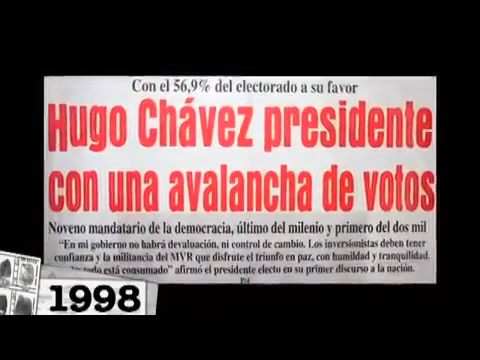 Con el 56,9% del electorado a su favor
Hugo Chávez presidente
con una avalancha de votos
Noveno mandatario de la democracia, último del milenio y primero del dos mil
"En mi gobierno no habrá devaluación, ni control de cambio. Los inversionistas deben tener
confianza y la militancia del MVR que disfrute el triunfo en paz, con humildad y tranquilidad.
todo está consumado" afirmó el presidente electo en su primer discurso a la nación.
1998